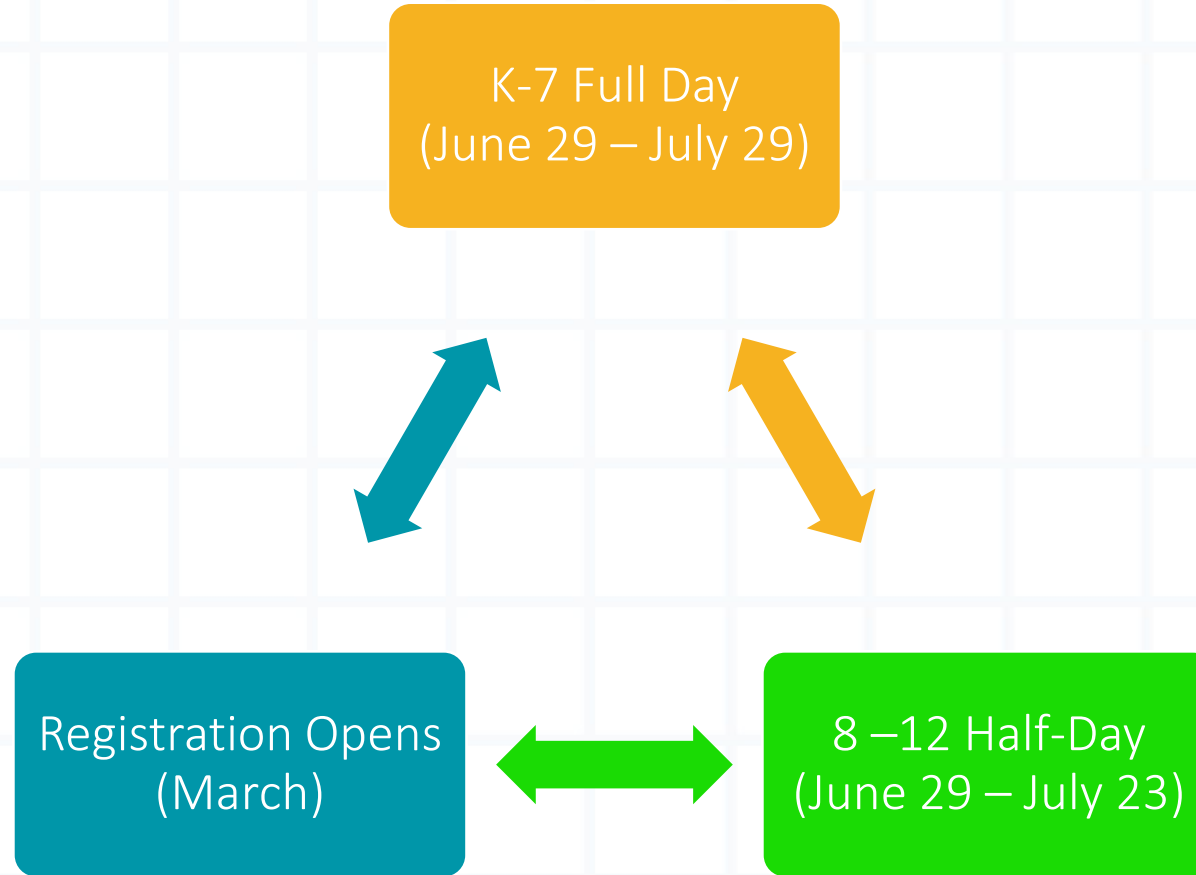 K-7 Full Day
(June 29 – July 29)
Registration Opens
(March)
8 –12 Half-Day
(June 29 – July 23)